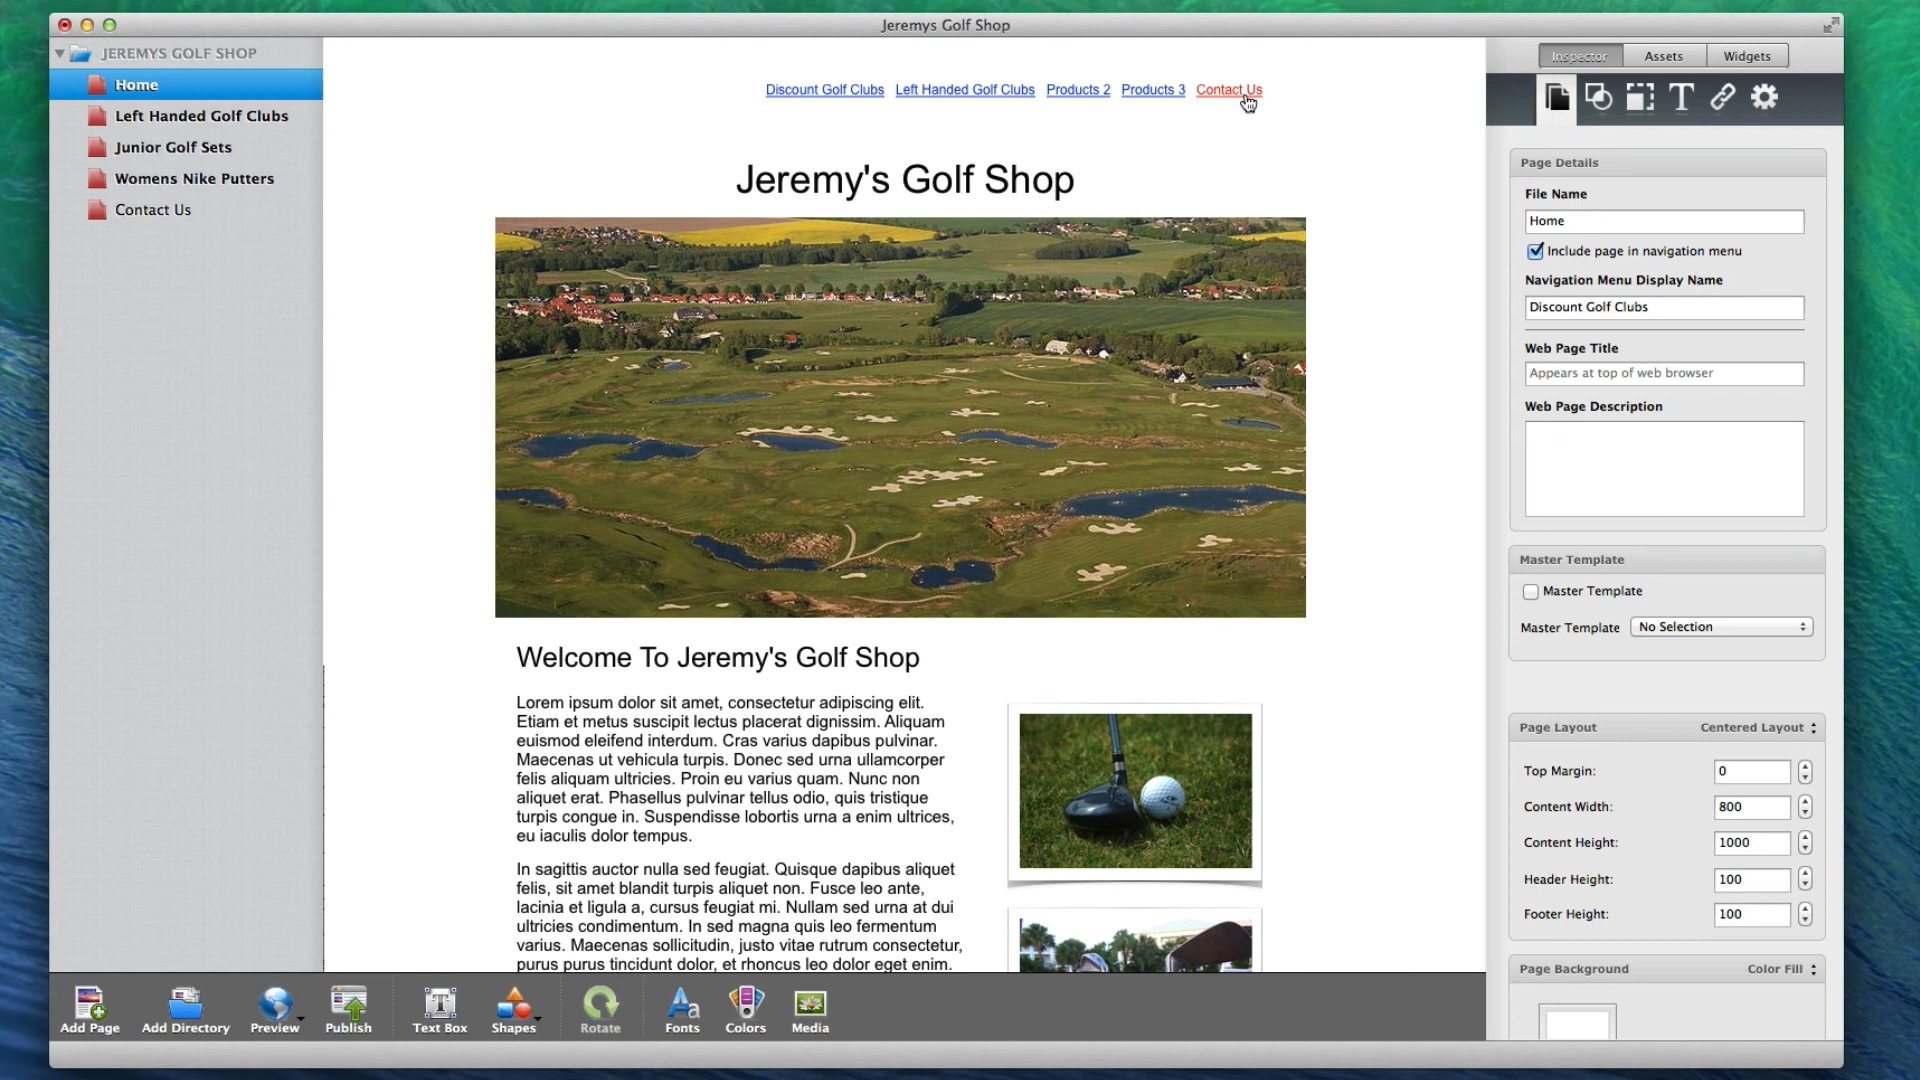 Jeremys Golf Shop
JEREMYS GOLF SHOP
Home
Left Handed Golf Clubs
Junior Golf Sets
Womens Nike Putters
Contact Us
Discount Golf Clubs Left Handed Golf Clubs Products 2 Products 3 Contact Us
Jeremy's Golf Shop
Welcome To Jeremy's Golf Shop
Lorem ipsum dolor sit amet, consectetur adipiscing elit.
Etiam et metus suscipit lectus placerat dignissim. Aliquam
euismod eleifend interdum. Cras varius dapibus pulvinar.
Maecenas ut vehicula turpis. Donec sed urna ullamcorper
felis aliquam ultricies. Proin eu varius quam. Nunc non
aliquet erat. Phasellus pulvinar tellus odio, quis tristique
turpis congue in. Suspendisse lobortis urna a enim ultrices,
eu iaculis dolor tempus.
In sagittis auctor nulla sed feugiat. Quisque dapibus aliquet
felis, sit amet blandit turpis aliquet non. Fusce leo ante,
lacinia et ligula a, cursus feugiat mi. Nullam sed urna at dui
ultricies condimentum. In sed magna quis leo fermentum
varius. Maecenas sollicitudin, justo vitae rutrum consectetur,
purus purus tincidunt dolor, et rhoncus leo dolor eget enim.
Inspector Assets Widgets
Page Details
File Name
Home
Include page in navigation menu
Navigation Menu Display Name
Discount Golf Clubs
Web Page Title
Appears at top of web browser
Web Page Description
Master Template
Master Template
Master Template No Selection
Page Layout Centered Layout
Top Margin: 0
Content Width: 800
Content Height: 1000
Header Height: 100
Footer Height: 100
Page Background Color Fill
Add Page Add Directory Preview Publish Text Box Shapes Rotate Fonts Colors Media